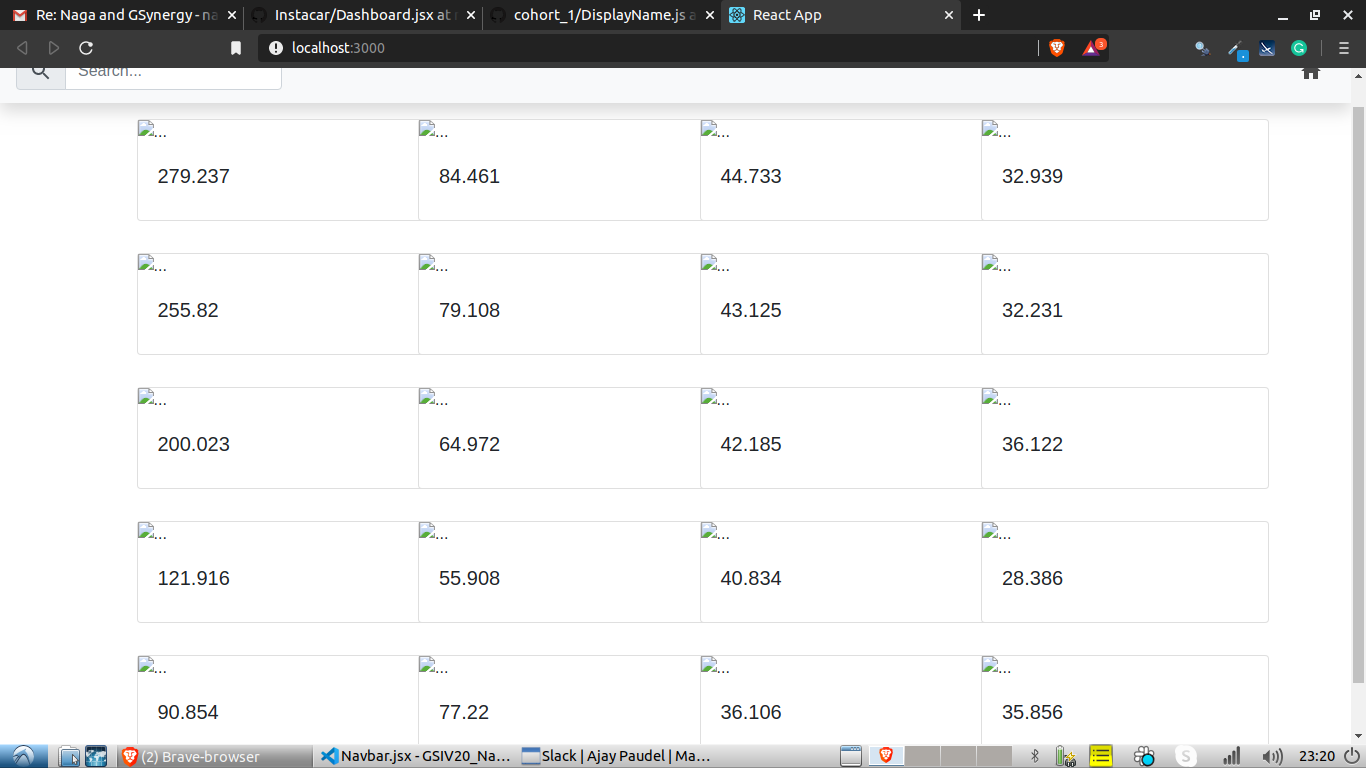 Re: Naga and GSynergy - na
Instacar/Dashboard.jsx at
cohort_1/DisplayName.js a
React App
localhost:3000
3
Search...
... ... ... ...
279.237 84.461 44.733 32.939
... ... ... ...
255.82 79.108 43.125 32.231
... ... ... ...
200.023 64.972 42.185 36.122
... ... ... ...
121.916 55.908 40.834 28.386
... ... ... ...
90.854 77.22 36.106 35.856
(2) Brave-browser
Navbar.jsx - GSIV20_Na...
Slack | Ajay Paudel | Ma...
23:20